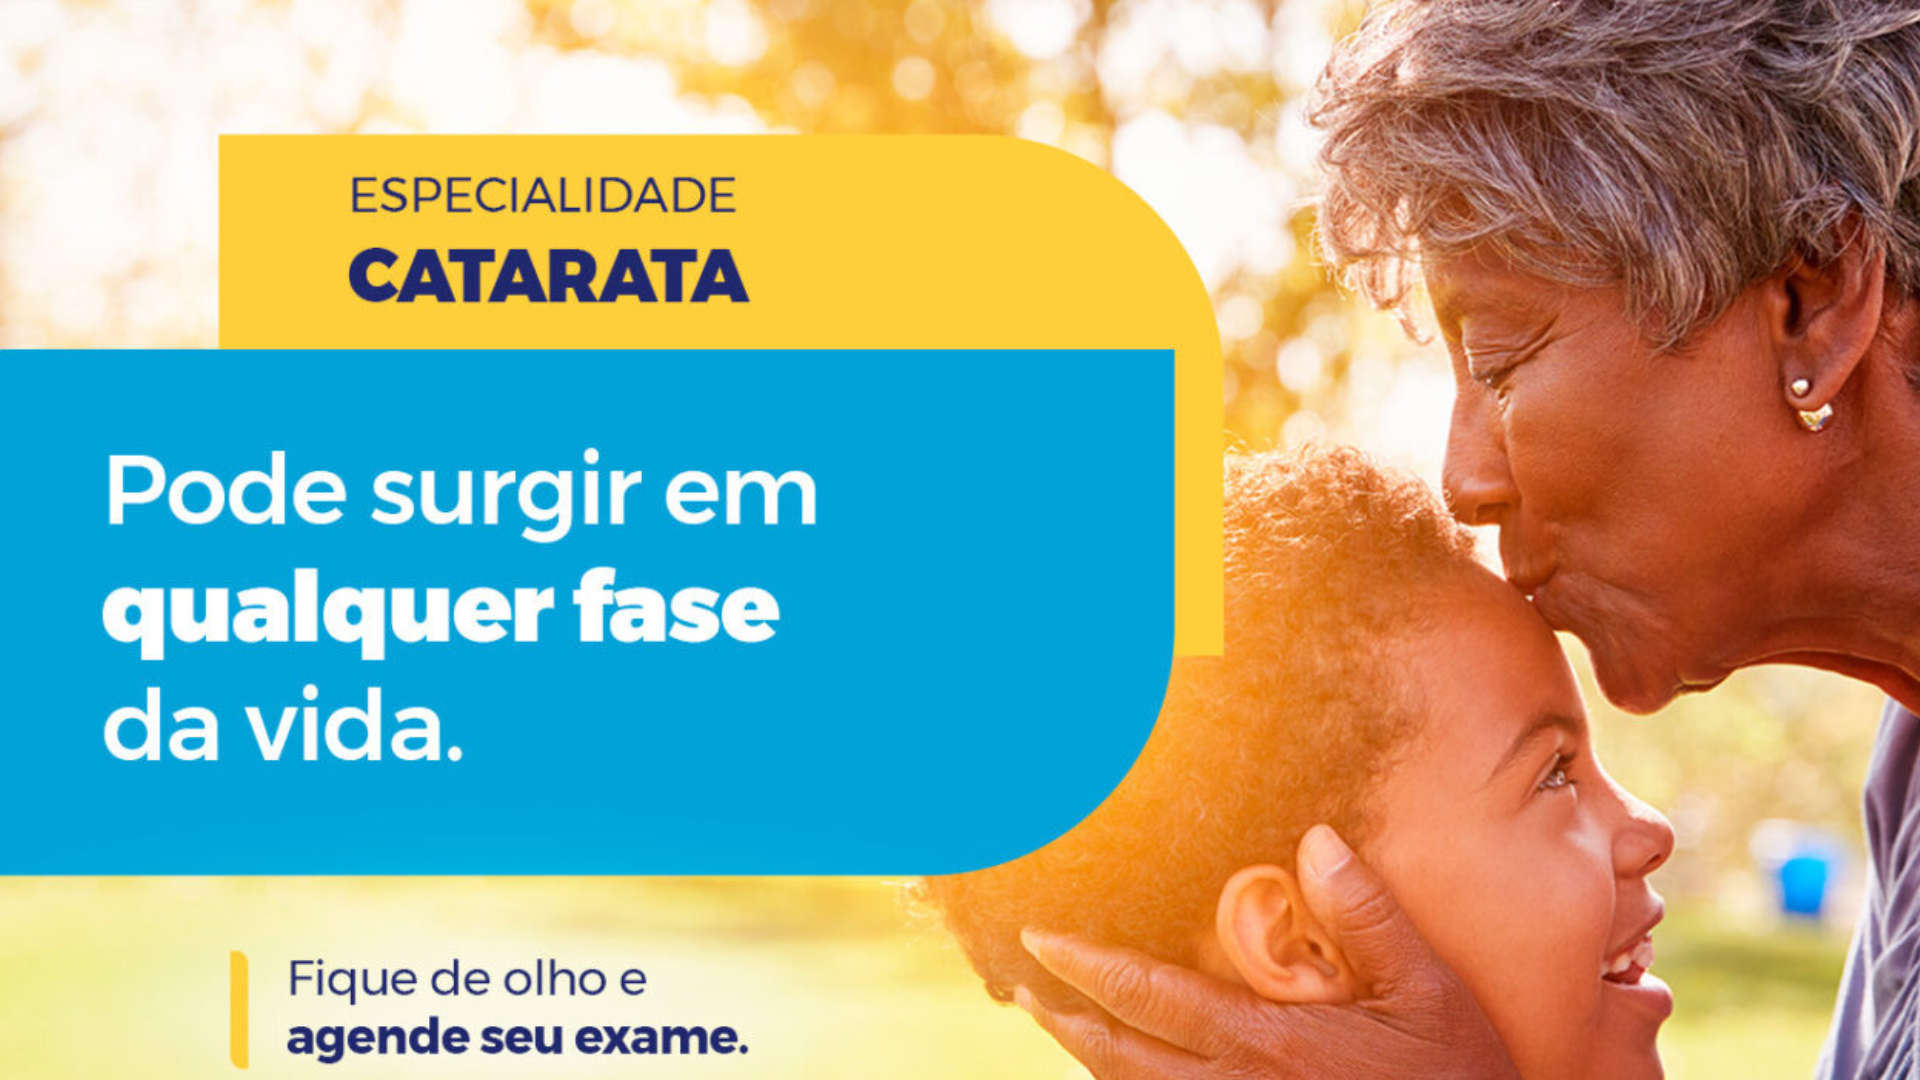 ESPECIALIDADE
CATARATA
Pode surgir em
qualquer fase
da vida.
Fique de olho e
agende seu exame.